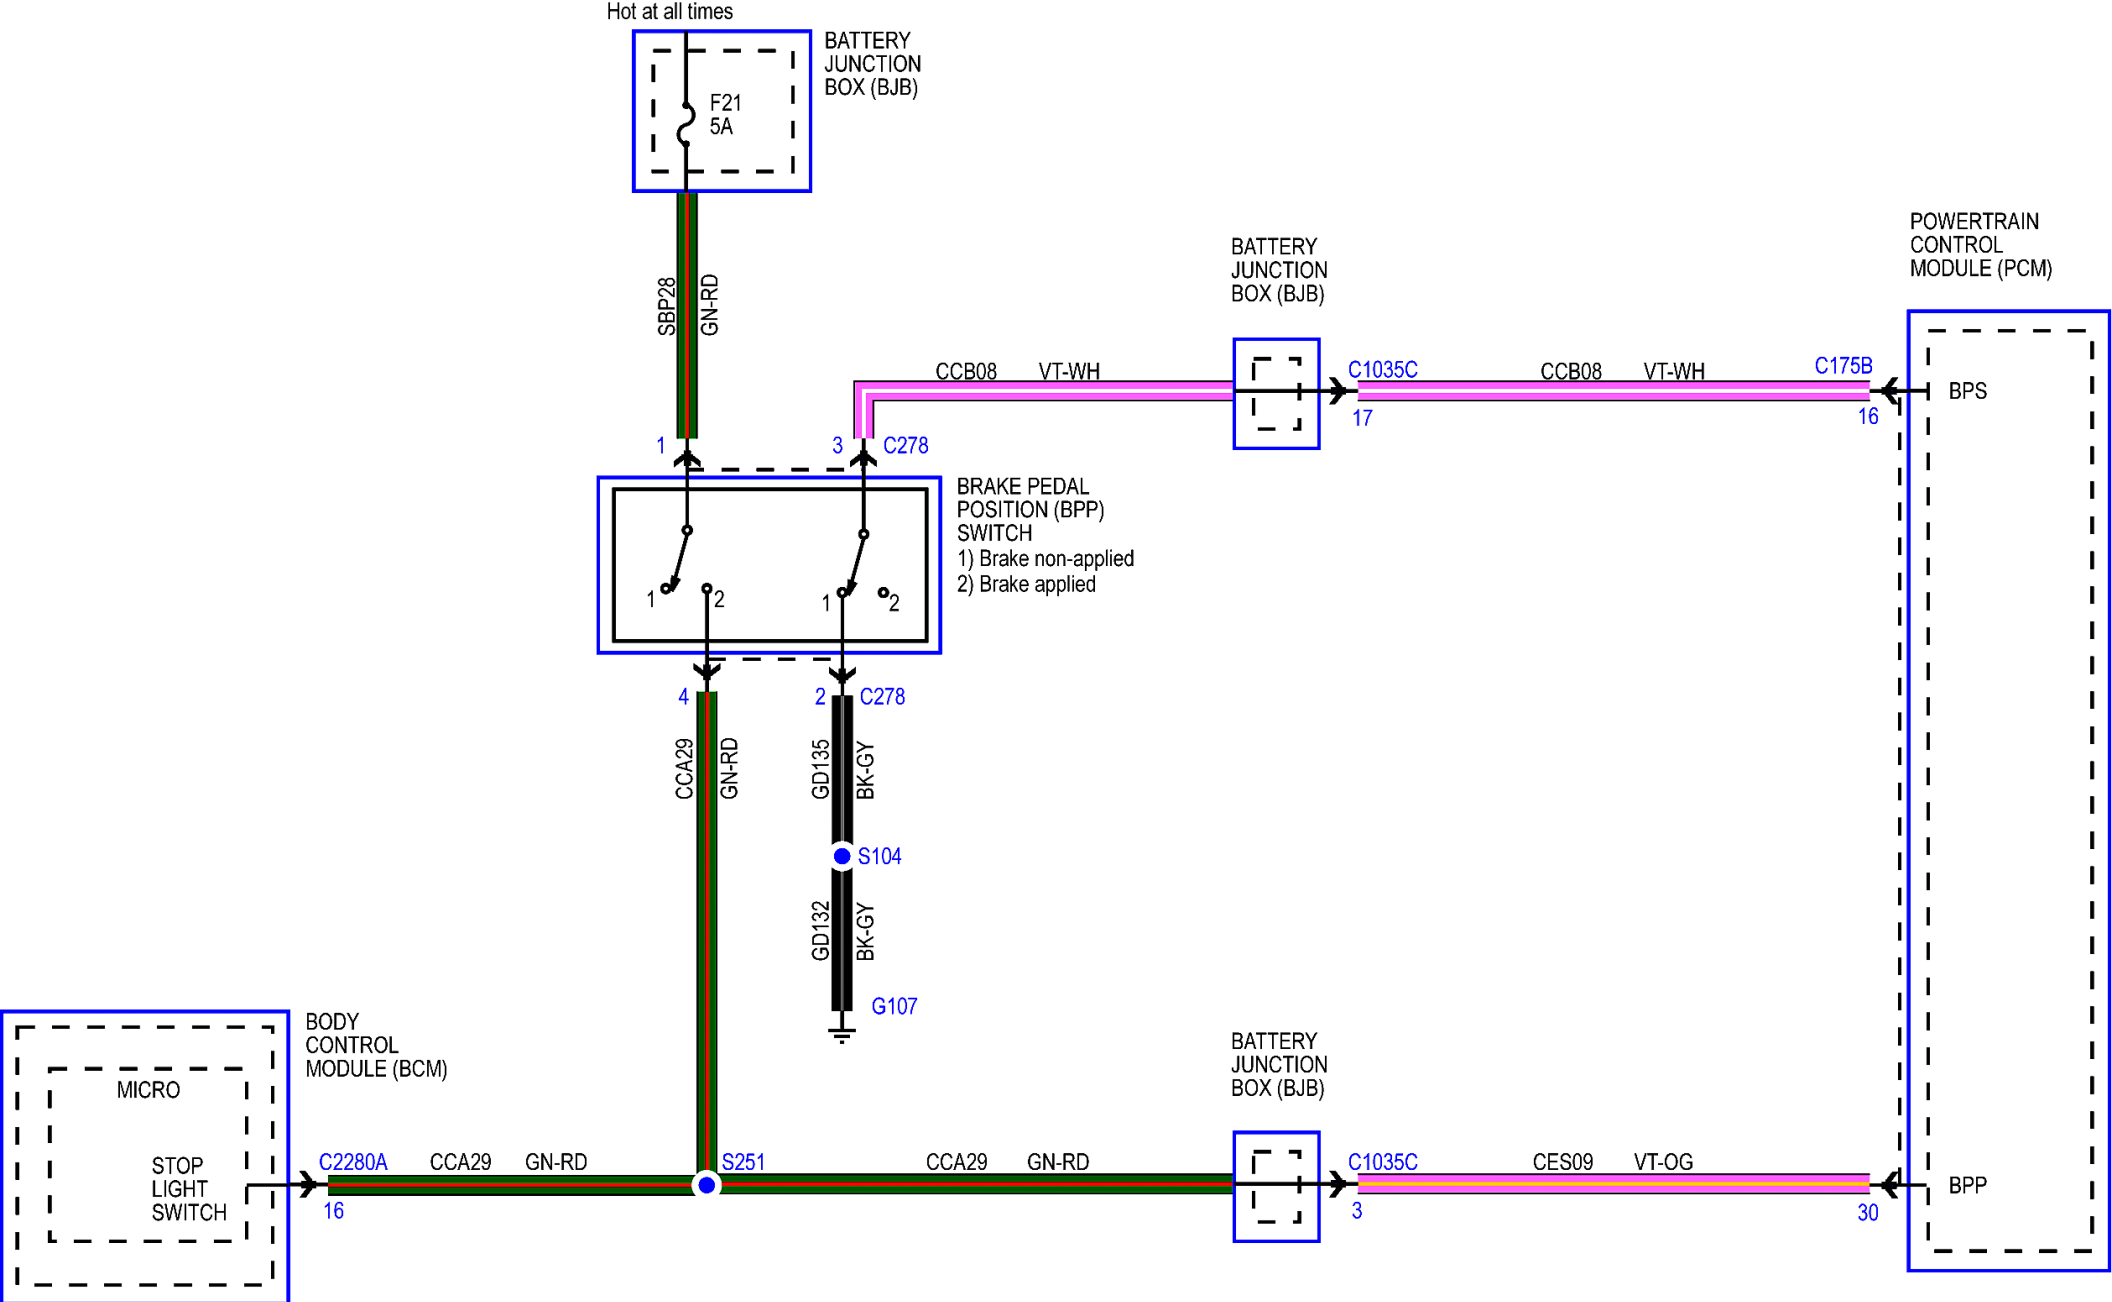 Hot at all times
BATTERY
JUNCTION
BOX (BJB)
F21
5A
SBP28
GN-RD
POWERTRAIN
CONTROL
MODULE (PCM)
BATTERY
JUNCTION
BOX (BJB)
CCB08 VT-WH
C1035C
17
CCB08 VT-WH
C175B
16
BPS
1
3
C278
BRAKE PEDAL
POSITION (BPP)
SWITCH
1) Brake non-applied
2) Brake applied
1
2
1
2
4
2
C278
CCA29
GN-RD
GD135
BK-GY
S104
GD132
BK-GY
G107
BODY
CONTROL
MODULE (BCM)
MICRO
STOP
LIGHT
SWITCH
C2280A
16
CCA29 GN-RD
S251
CCA29 GN-RD
BATTERY
JUNCTION
BOX (BJB)
C1035C
3
CES09 VT-OG
30
BPP